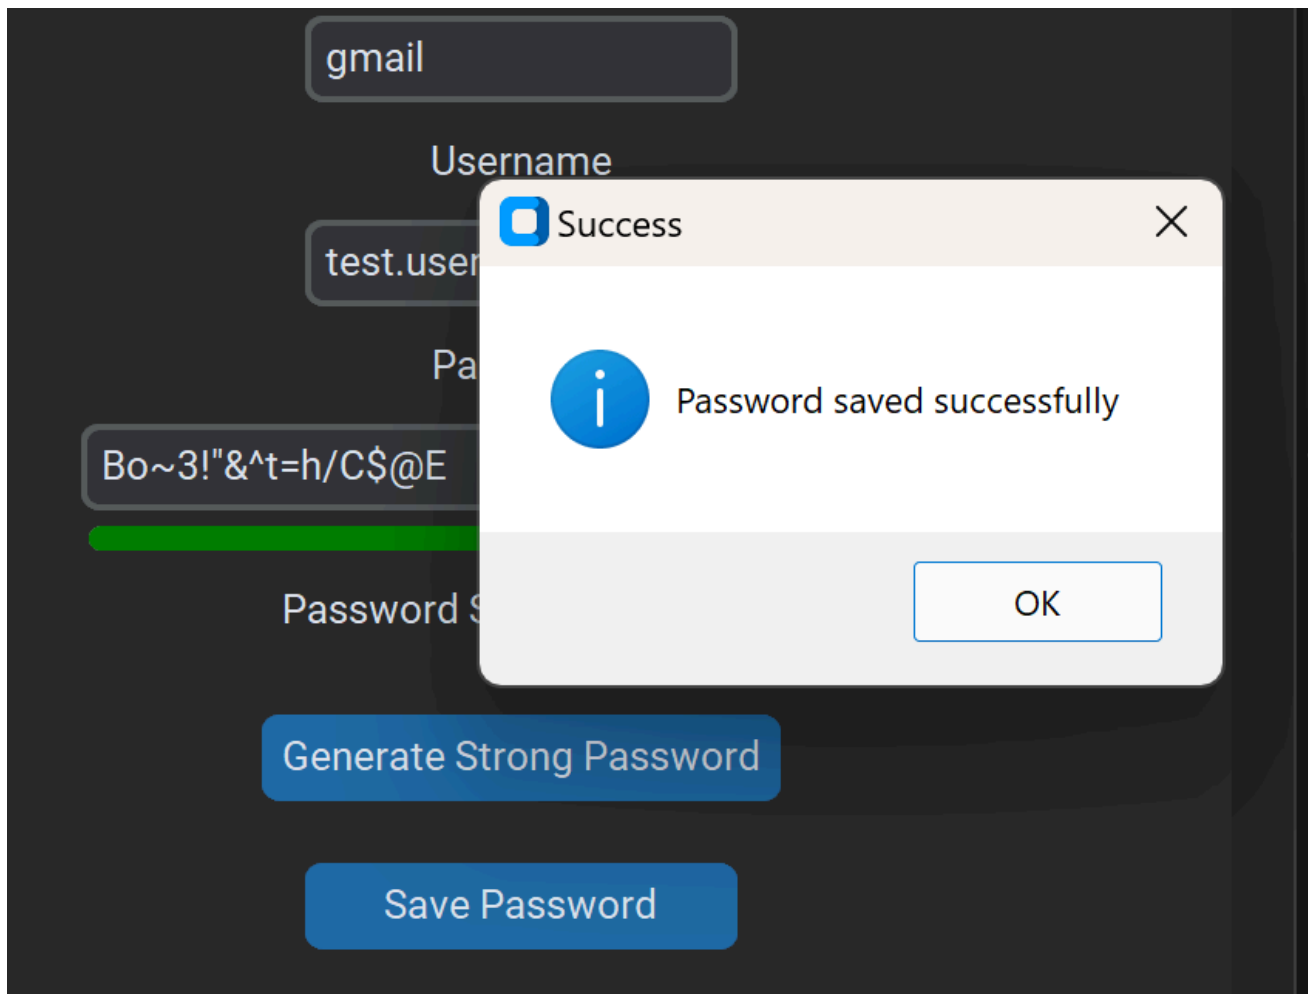 gmail
Username
Success
test.user
Pa
Password saved successfully
Bo~3!"&^t=h/C$@E
OK
Password
Generate Strong Password
Save Password